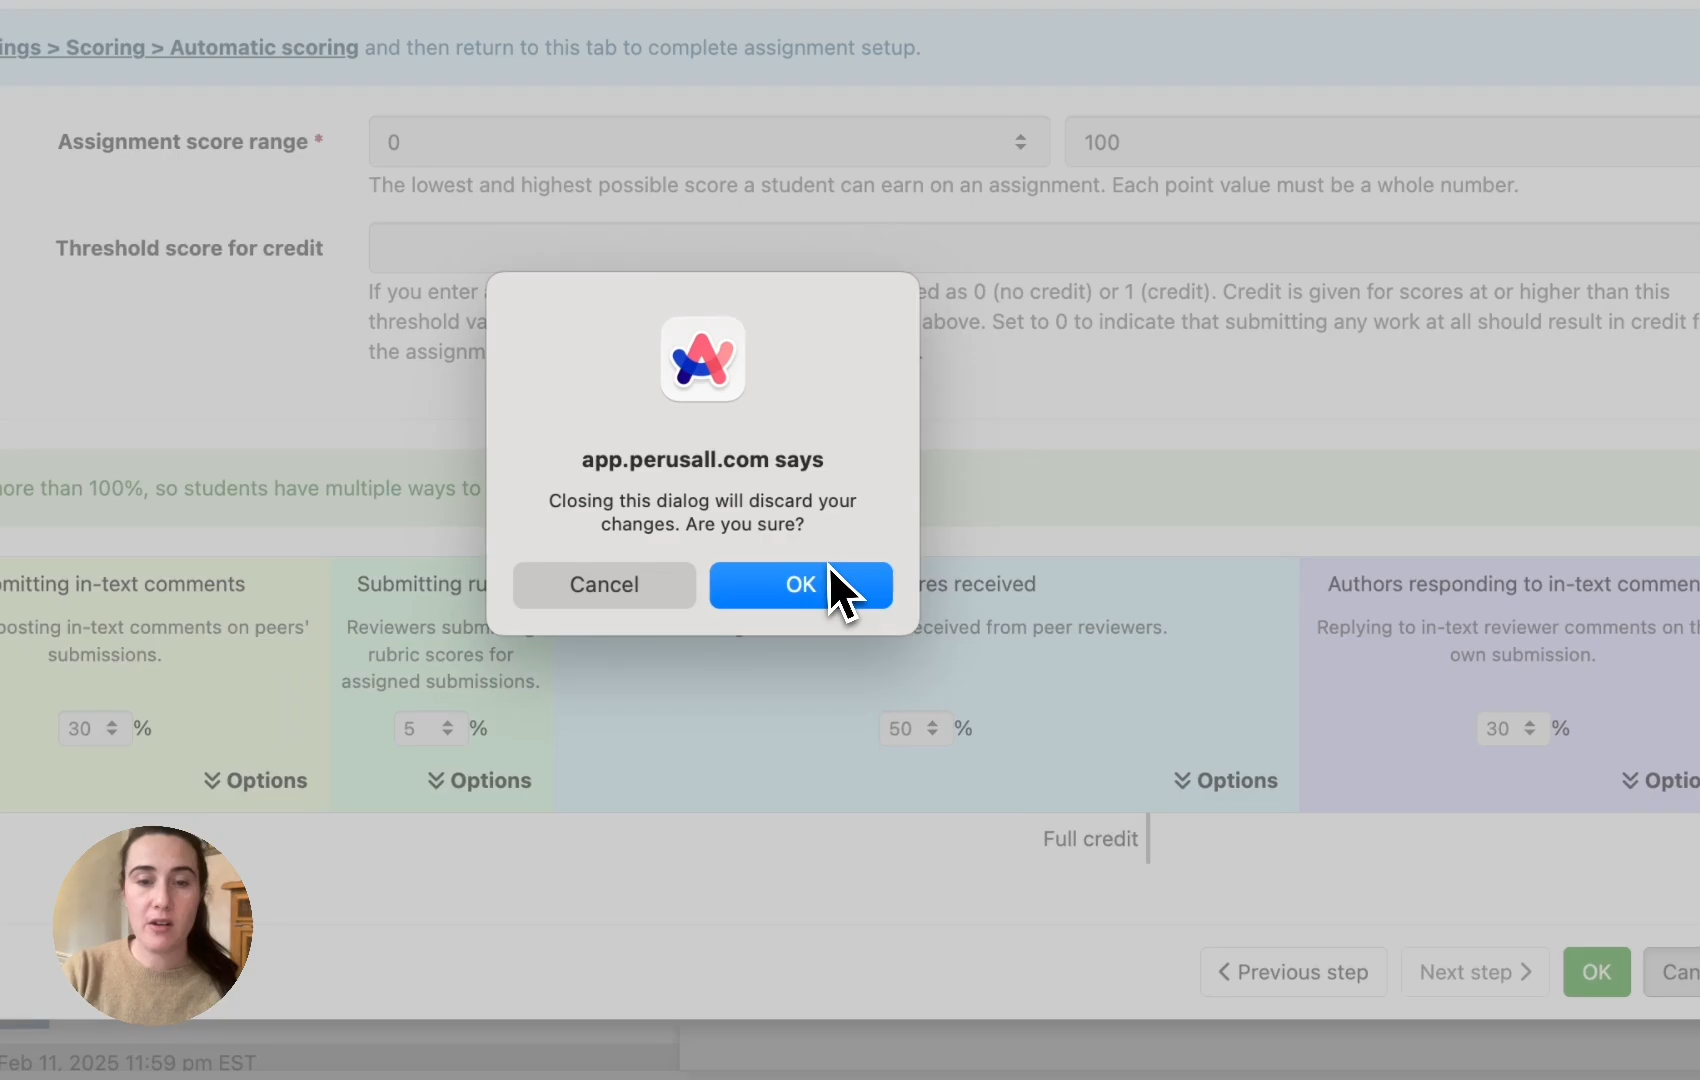 ings > Scoring > Automatic scoring and then return to this tab to complete assignment setup.
Assignment score range *
0
100
The lowest and highest possible score a student can earn on an assignment. Each point value must be a whole number.
Threshold score for credit
If you enter
ed as 0 (no credit) or 1 (credit). Credit is given for scores at or higher than this
threshold va
above. Set to 0 to indicate that submitting any work at all should result in credit f
the assignm
app.perusall.com says
Closing this dialog will discard your
changes. Are you sure?
Cancel
OK
ore than 100%, so students have multiple ways to
mitting in-text comments
posting in-text comments on peers'
submissions.
30 %
Options
Submitting ru
Reviewers subm
rubric scores for
assigned submissions.
5 %
Options
res received
eceived from peer reviewers.
50 %
Options
Authors responding to in-text commen
Replying to in-text reviewer comments on th
own submission.
30 %
Optio
Full credit
Previous step
Next step
OK
Can
Feb 11, 2025 11:59 pm EST